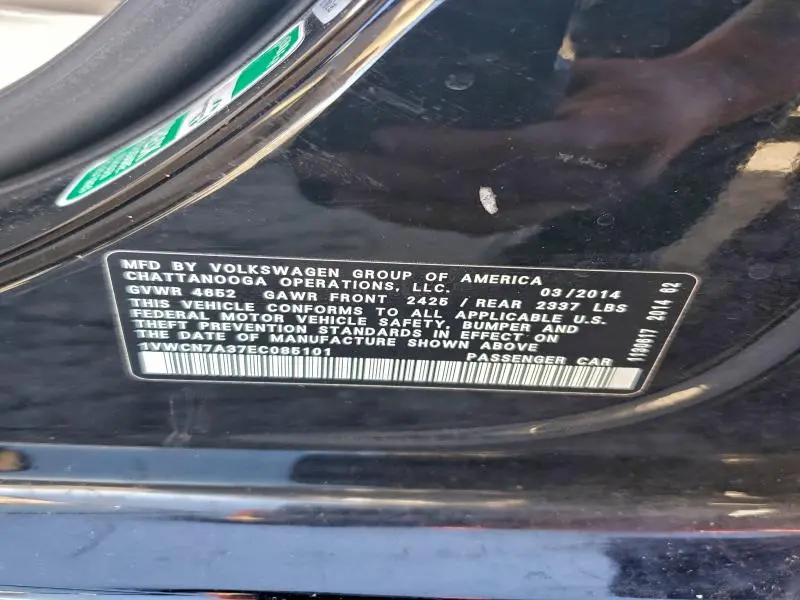 MFD BY VOLKSWAGEN GROUP OF AMERICA
CHATTANOOGA OPERATIONS, LLC. 03/2014
GVWR 4652 GAWR FRONT 2425 / REAR 2337 LBS
THIS VEHICLE CONFORMS TO ALL APPLICABLE U.S.
FEDERAL MOTOR VEHICLE SAFETY, BUMPER AND
THEFT PREVENTION STANDARDS IN EFFECT ON
THE DATE OF MANUFACTURE SHOWN ABOVE
1VWCN7A37EC085101 PASSENGER CAR
1180617 2014 82